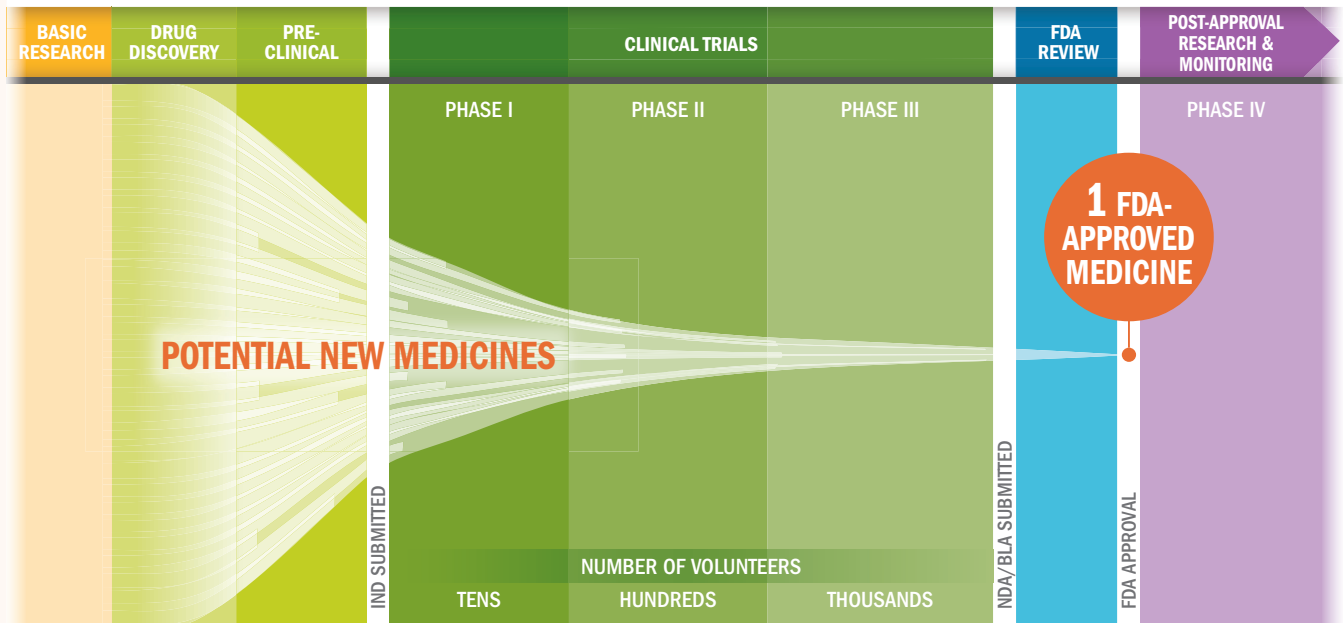 BASIC
RESEARCH
DRUG
DISCOVERY
PRE-
CLINICAL
CLINICAL TRIALS
FDA
REVIEW
POST-APPROVAL
RESEARCH &
MONITORING
PHASE I
PHASE II
PHASE III
PHASE IV
1 FDA-
APPROVED
MEDICINE
POTENTIAL NEW MEDICINES
IND SUBMITTED
NDA/BLA SUBMITTED
FDA APPROVAL
NUMBER OF VOLUNTEERS
TENS
HUNDREDS
THOUSANDS